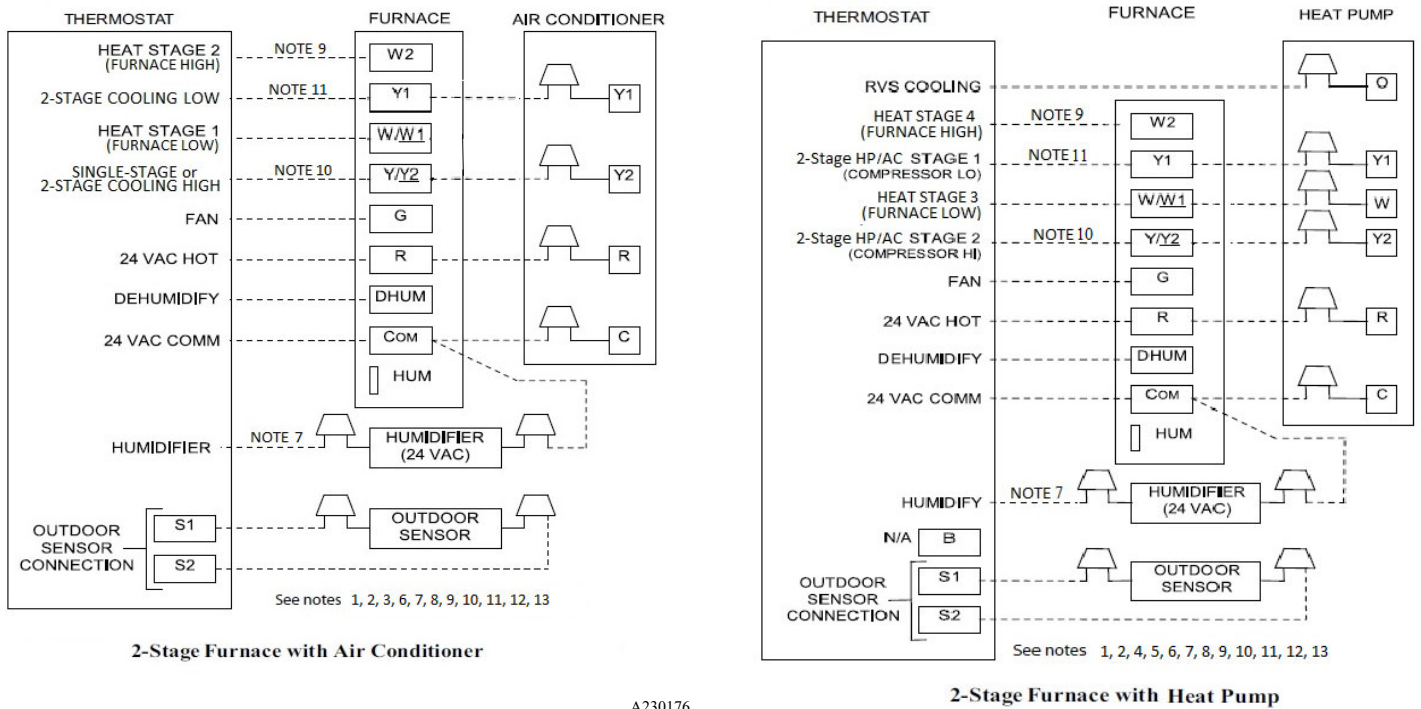 THERMOSTAT
FURNACE
AIR CONDITIONER
HEAT STAGE 2
(FURNACE HIGH)
NOTE 9
W2
2-STAGE COOLING LOW
NOTE 11
Y1
Y1
HEAT STAGE 1
(FURNACE LOW)
W/W1
SINGLE-STAGE or
2-STAGE COOLING HIGH
NOTE 10
Y/Y2
Y2
FAN
G
24 VAC HOT
R
R
DEHUMIDIFY
DHUM
24 VAC COMM
COM
C
HUM
HUMIDIFIER
NOTE 7
HUMIDIFIER
(24 VAC)
OUTDOOR
SENSOR
CONNECTION
S1
S2
OUTDOOR
SENSOR
See notes 1, 2, 3, 6, 7, 8, 9, 10, 11, 12, 13
2-Stage Furnace with Air Conditioner
A230176
THERMOSTAT
FURNACE
HEAT PUMP
RVS COOLING
O
HEAT STAGE 4
(FURNACE HIGH)
NOTE 9
W2
2-Stage HP/AC STAGE 1
(COMPRESSOR LO)
NOTE 11
Y1
Y1
HEAT STAGE 3
(FURNACE LOW)
W/W1
W
2-Stage HP/AC STAGE 2
(COMPRESSOR HI)
NOTE 10
Y/Y2
Y2
FAN
G
24 VAC HOT
R
R
DEHUMIDIFY
DHUM
24 VAC COMM
COM
C
HUM
HUMIDIFY
NOTE 7
HUMIDIFIER
(24 VAC)
N/A
B
OUTDOOR
SENSOR
CONNECTION
S1
S2
OUTDOOR
SENSOR
See notes 1, 2, 4, 5, 6, 7, 8, 9, 10, 11, 12, 13
2-Stage Furnace with Heat Pump